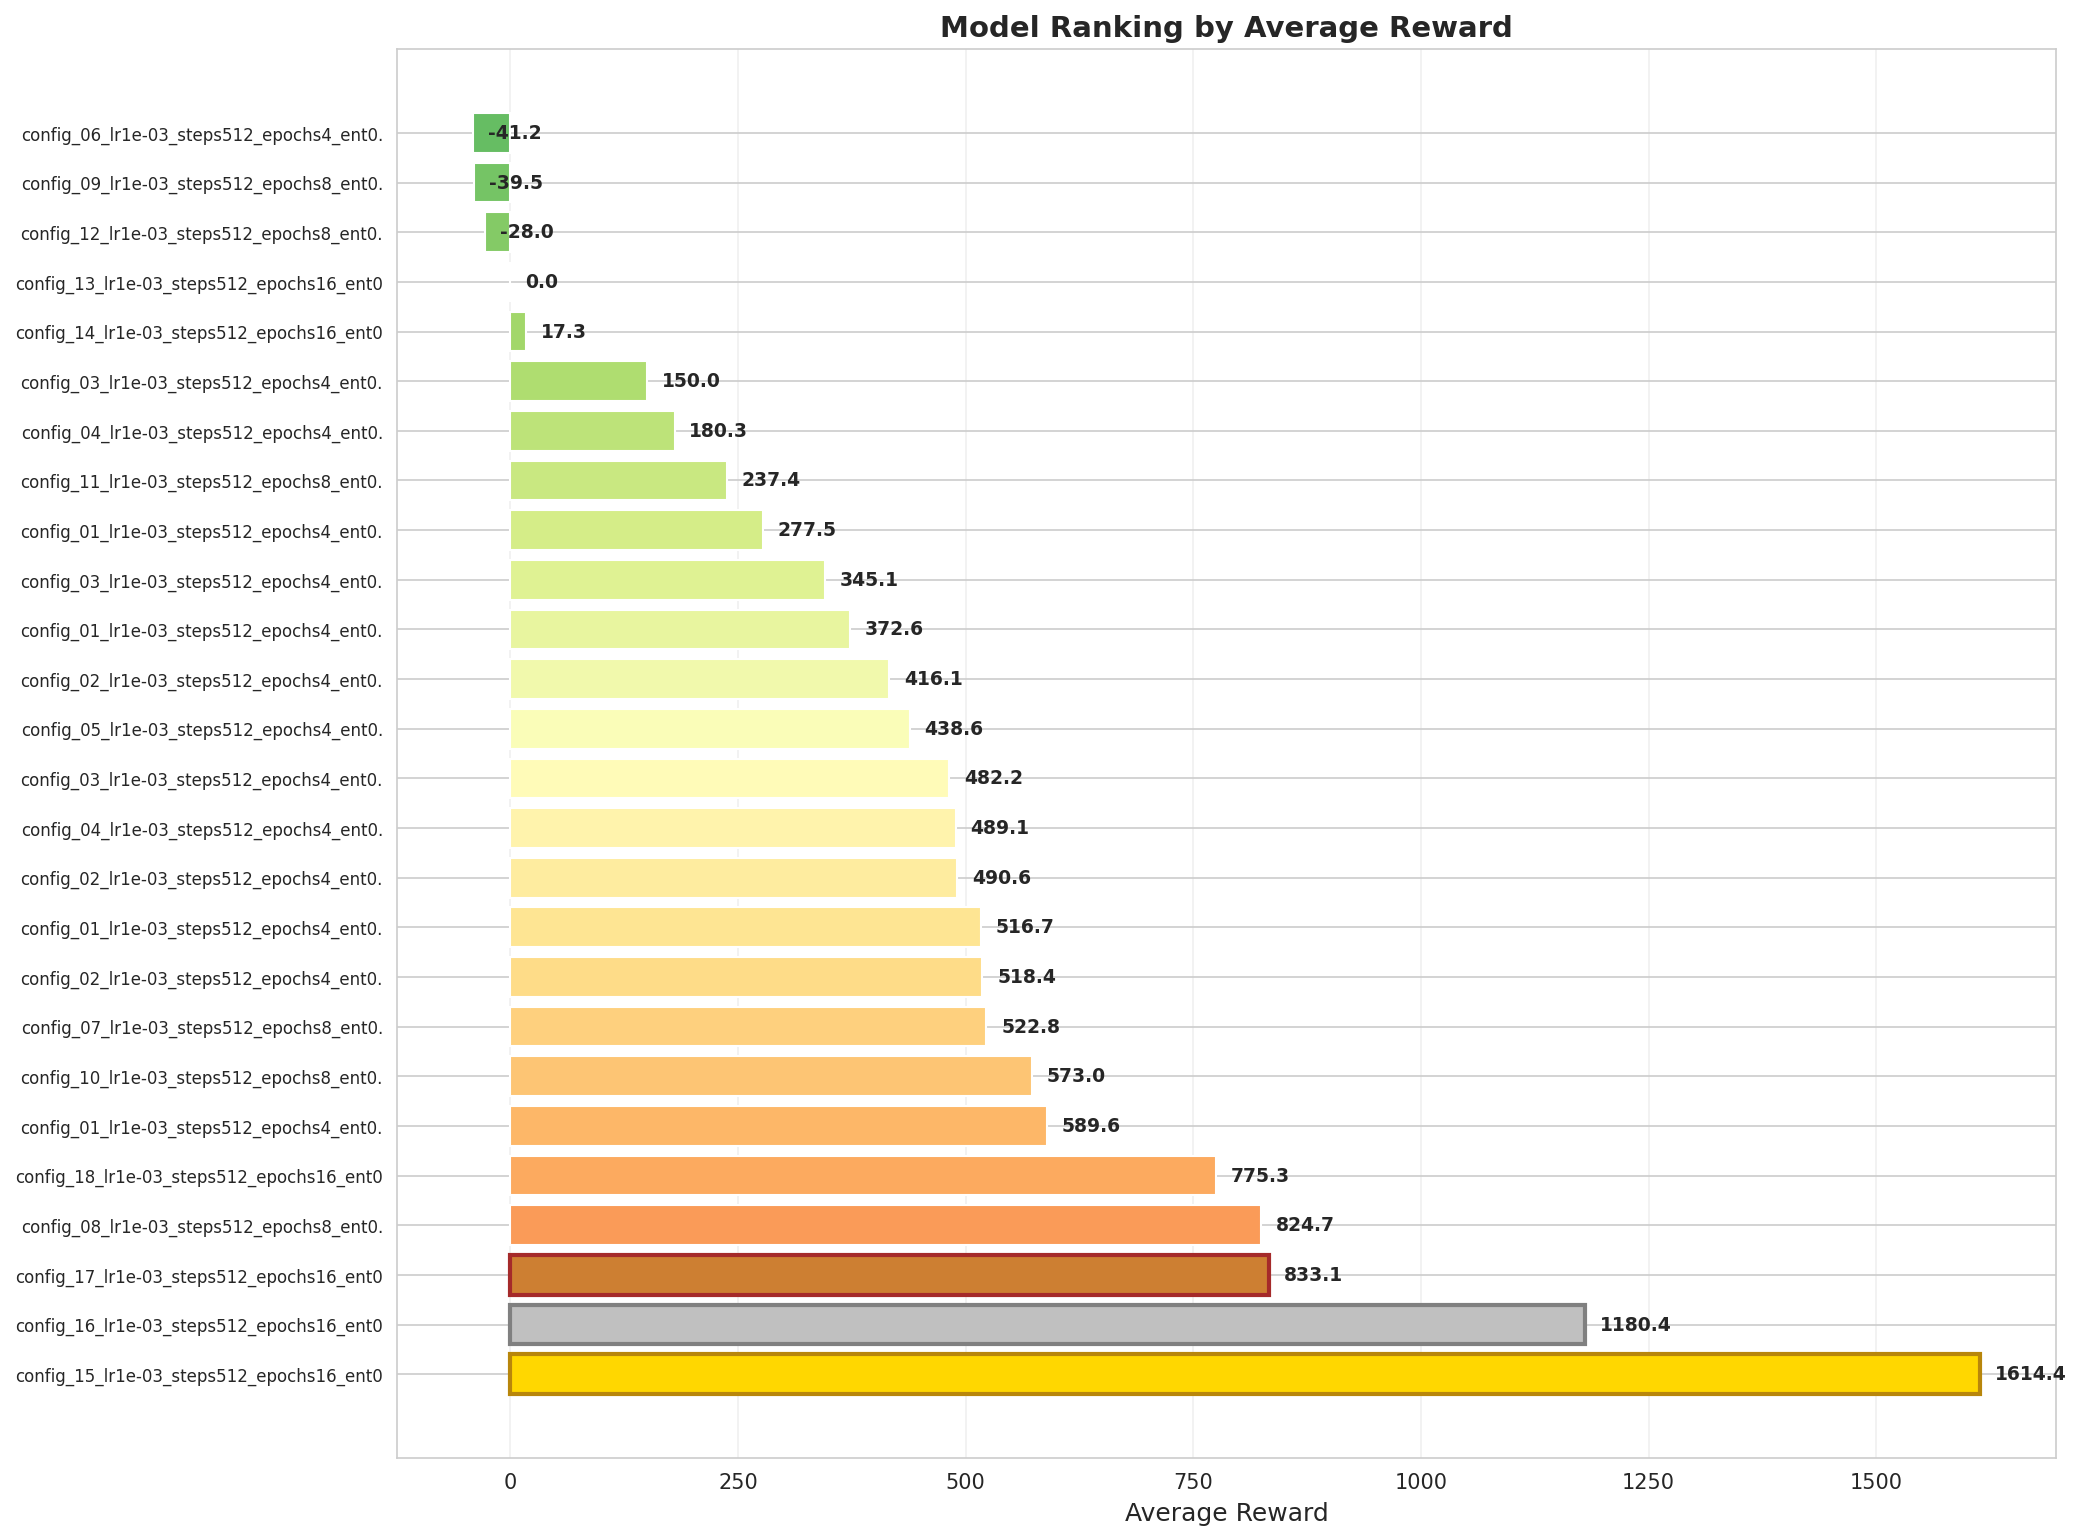 Model Ranking by Average Reward
config_06_lr1e-03_steps512_epochs4_ent0. -41.2
config_09_lr1e-03_steps512_epochs8_ent0. -39.5
config_12_lr1e-03_steps512_epochs8_ent0. -28.0
config_13_lr1e-03_steps512_epochs16_ent0 0.0
config_14_lr1e-03_steps512_epochs16_ent0 17.3
config_03_lr1e-03_steps512_epochs4_ent0. 150.0
config_04_lr1e-03_steps512_epochs4_ent0. 180.3
config_11_lr1e-03_steps512_epochs8_ent0. 237.4
config_01_lr1e-03_steps512_epochs4_ent0. 277.5
config_03_lr1e-03_steps512_epochs4_ent0. 345.1
config_01_lr1e-03_steps512_epochs4_ent0. 372.6
config_02_lr1e-03_steps512_epochs4_ent0. 416.1
config_05_lr1e-03_steps512_epochs4_ent0. 438.6
config_03_lr1e-03_steps512_epochs4_ent0. 482.2
config_04_lr1e-03_steps512_epochs4_ent0. 489.1
config_02_lr1e-03_steps512_epochs4_ent0. 490.6
config_01_lr1e-03_steps512_epochs4_ent0. 516.7
config_02_lr1e-03_steps512_epochs4_ent0. 518.4
config_07_lr1e-03_steps512_epochs8_ent0. 522.8
config_10_lr1e-03_steps512_epochs8_ent0. 573.0
config_01_lr1e-03_steps512_epochs4_ent0. 589.6
config_18_lr1e-03_steps512_epochs16_ent0 775.3
config_08_lr1e-03_steps512_epochs8_ent0. 824.7
config_17_lr1e-03_steps512_epochs16_ent0 833.1
config_16_lr1e-03_steps512_epochs16_ent0 1180.4
config_15_lr1e-03_steps512_epochs16_ent0 1614.4
0 250 500 750 1000 1250 1500
Average Reward